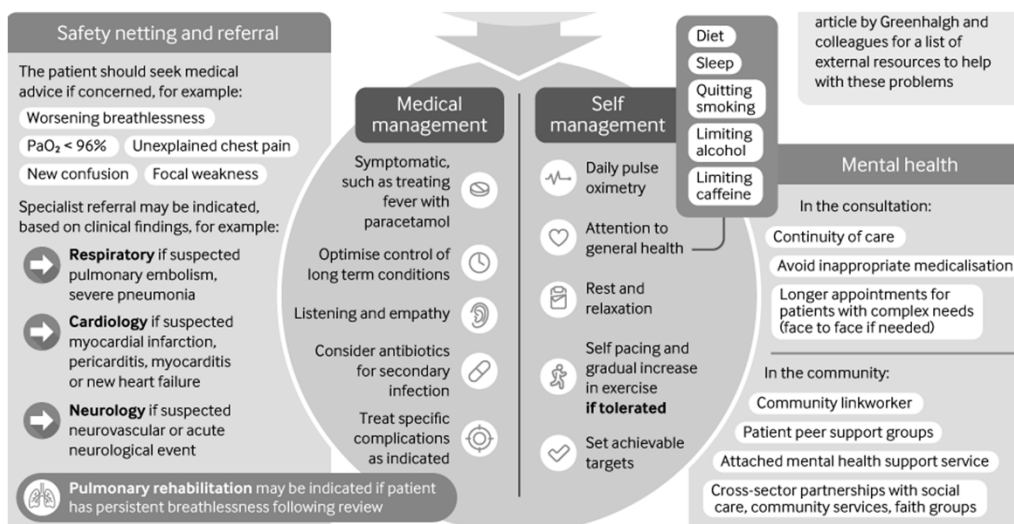 Safety netting and referral
The patient should seek medical
advice if concerned, for example:
Worsening breathlessness
PaO₂ < 96%
Unexplained chest pain
New confusion
Focal weakness
Specialist referral may be indicated,
based on clinical findings, for example:
Respiratory if suspected
pulmonary embolism,
severe pneumonia
Cardiology if suspected
myocardial infarction,
pericarditis, myocarditis
or new heart failure
Neurology if suspected
neurovascular or acute
neurological event
Pulmonary rehabilitation may be indicated if patient
has persistent breathlessness following review
Medical
management
Symptomatic,
such as treating
fever with
paracetamol
Optimise control of
long term conditions
Listening and empathy
Consider antibiotics
for secondary
infection
Treat specific
complications
as indicated
Self
management
Daily pulse
oximetry
Attention to
general health
Rest and
relaxation
Self pacing and
gradual increase
in exercise
if tolerated
Set achievable
targets
Diet
Sleep
Quitting
smoking
Limiting
alcohol
Limiting
caffeine
article by Greenhalgh and
colleagues for a list of
external resources to help
with these problems
Mental health
In the consultation:
Continuity of care
Avoid inappropriate medicalisation
Longer appointments for
patients with complex needs
(face to face if needed)
In the community:
Community linkworker
Patient peer support groups
Attached mental health support service
Cross-sector partnerships with social
care, community services, faith groups